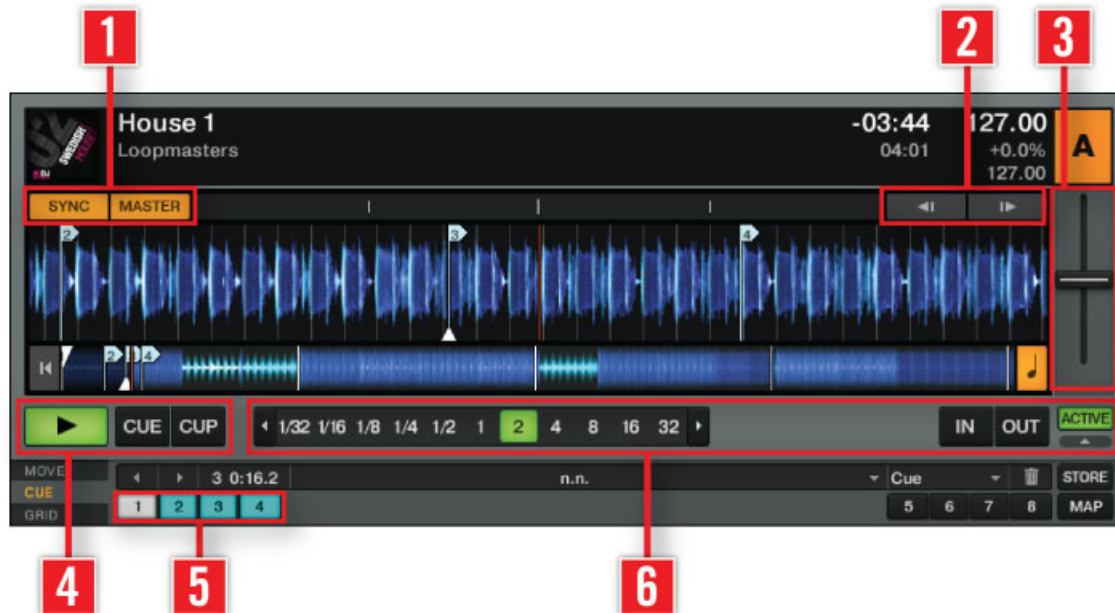 1 2 3
House 1 -03:44 127.00
Loopmasters 04:01 +0.0%
127.00
A
SWEDISH HOUSE
DJ
SYNC MASTER
2 3 4
2 3 4
CUE CUP 1/32 1/16 1/8 1/4 1/2 1 2 4 8 16 32 IN OUT ACTIVE
MOVE 3 0:16.2 n.n. Cue STORE
CUE
GRID 1 2 3 4 5 6 7 8 MAP
4 5 6